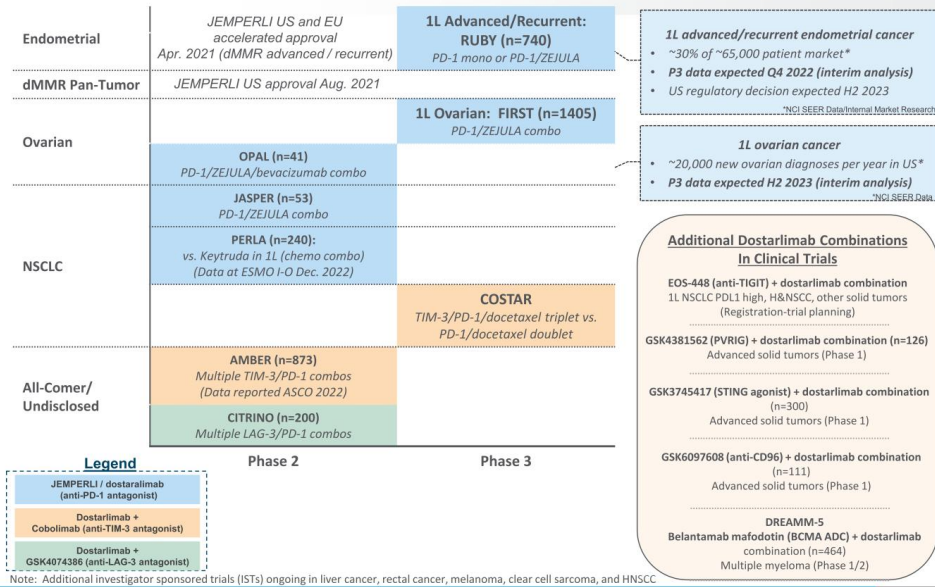 Endometrial
JEMPERLI US and EU
accelerated approval
Apr. 2021 (dMMR advanced / recurrent)
1L Advanced/Recurrent:
RUBY (n=740)
PD-1 mono or PD-1/ZEJULA
dMMR Pan-Tumor
JEMPERLI US approval Aug. 2021
Ovarian
1L Ovarian: FIRST (n=1405)
PD-1/ZEJULA combo
OPAL (n=41)
PD-1/ZEJULA/bevacizumab combo
NSCLC
JASPER (n=53)
PD-1/ZEJULA combo
PERLA (n=240):
vs. Keytruda in 1L (chemo combo)
(Data at ESMO I-O Dec. 2022)
COSTAR
TIM-3/PD-1/docetaxel triplet vs.
PD-1/docetaxel doublet
All-Comer/
Undisclosed
AMBER (n=873)
Multiple TIM-3/PD-1 combos
(Data reported ASCO 2022)
CITRINO (n=200)
Multiple LAG-3/PD-1 combos
Phase 2
Phase 3
1L advanced/recurrent endometrial cancer
• ~30% of ~65,000 patient market*
• P3 data expected Q4 2022 (interim analysis)
• US regulatory decision expected H2 2023
*NCI SEER Data/Internal Market Research
1L ovarian cancer
• ~20,000 new ovarian diagnoses per year in US*
• P3 data expected H2 2023 (interim analysis)
*NCI SEER Data
Additional Dostarlimab Combinations
In Clinical Trials
EOS-448 (anti-TIGIT) + dostarlimab combination
1L NSCLC PDL1 high, H&NSCC, other solid tumors
(Registration-trial planning)
GSK4381562 (PVRIG) + dostarlimab combination (n=126)
Advanced solid tumors (Phase 1)
GSK3745417 (STING agonist) + dostarlimab combination
(n=300)
Advanced solid tumors (Phase 1)
GSK6097608 (anti-CD96) + dostarlimab combination
(n=111)
Advanced solid tumors (Phase 1)
DREAMM-5
Belantamab mafodotin (BCMA ADC) + dostarlimab
combination (n=464)
Multiple myeloma (Phase 1/2)
Legend
JEMPERLI / dostaralimab
(anti-PD-1 antagonist)
Dostarlimab +
Cobolimab (anti-TIM-3 antagonist)
Dostarlimab +
GSK4074386 (anti-LAG-3 antagonist)
Note: Additional investigator sponsored trials (ISTs) ongoing in liver cancer, rectal cancer, melanoma, clear cell sarcoma, and HNSCC